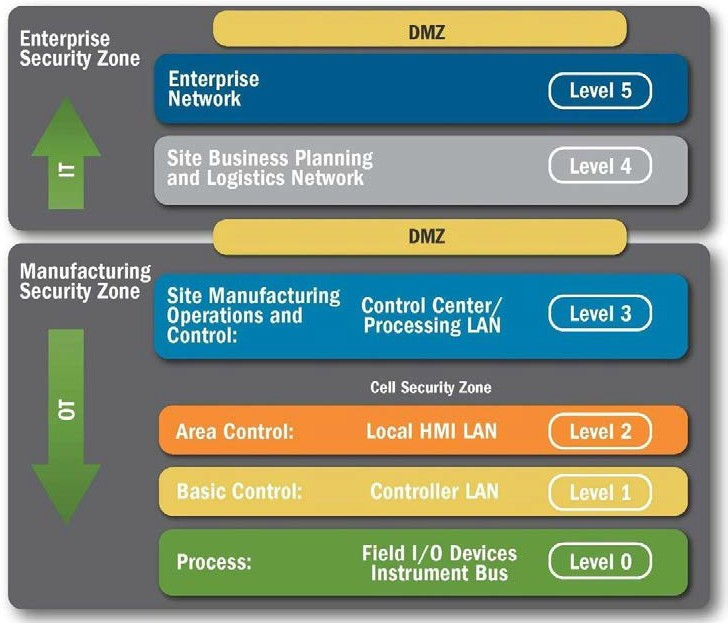 Enterprise
Security Zone
DMZ
Enterprise
Network
Level 5
IT
Site Business Planning
and Logistics Network
Level 4
DMZ
Manufacturing
Security Zone
Site Manufacturing
Operations and
Control:
Control Center/
Processing LAN
Level 3
OT
Cell Security Zone
Area Control:
Local HMI LAN
Level 2
Basic Control:
Controller LAN
Level 1
Process:
Field I/O Devices
Instrument Bus
Level 0